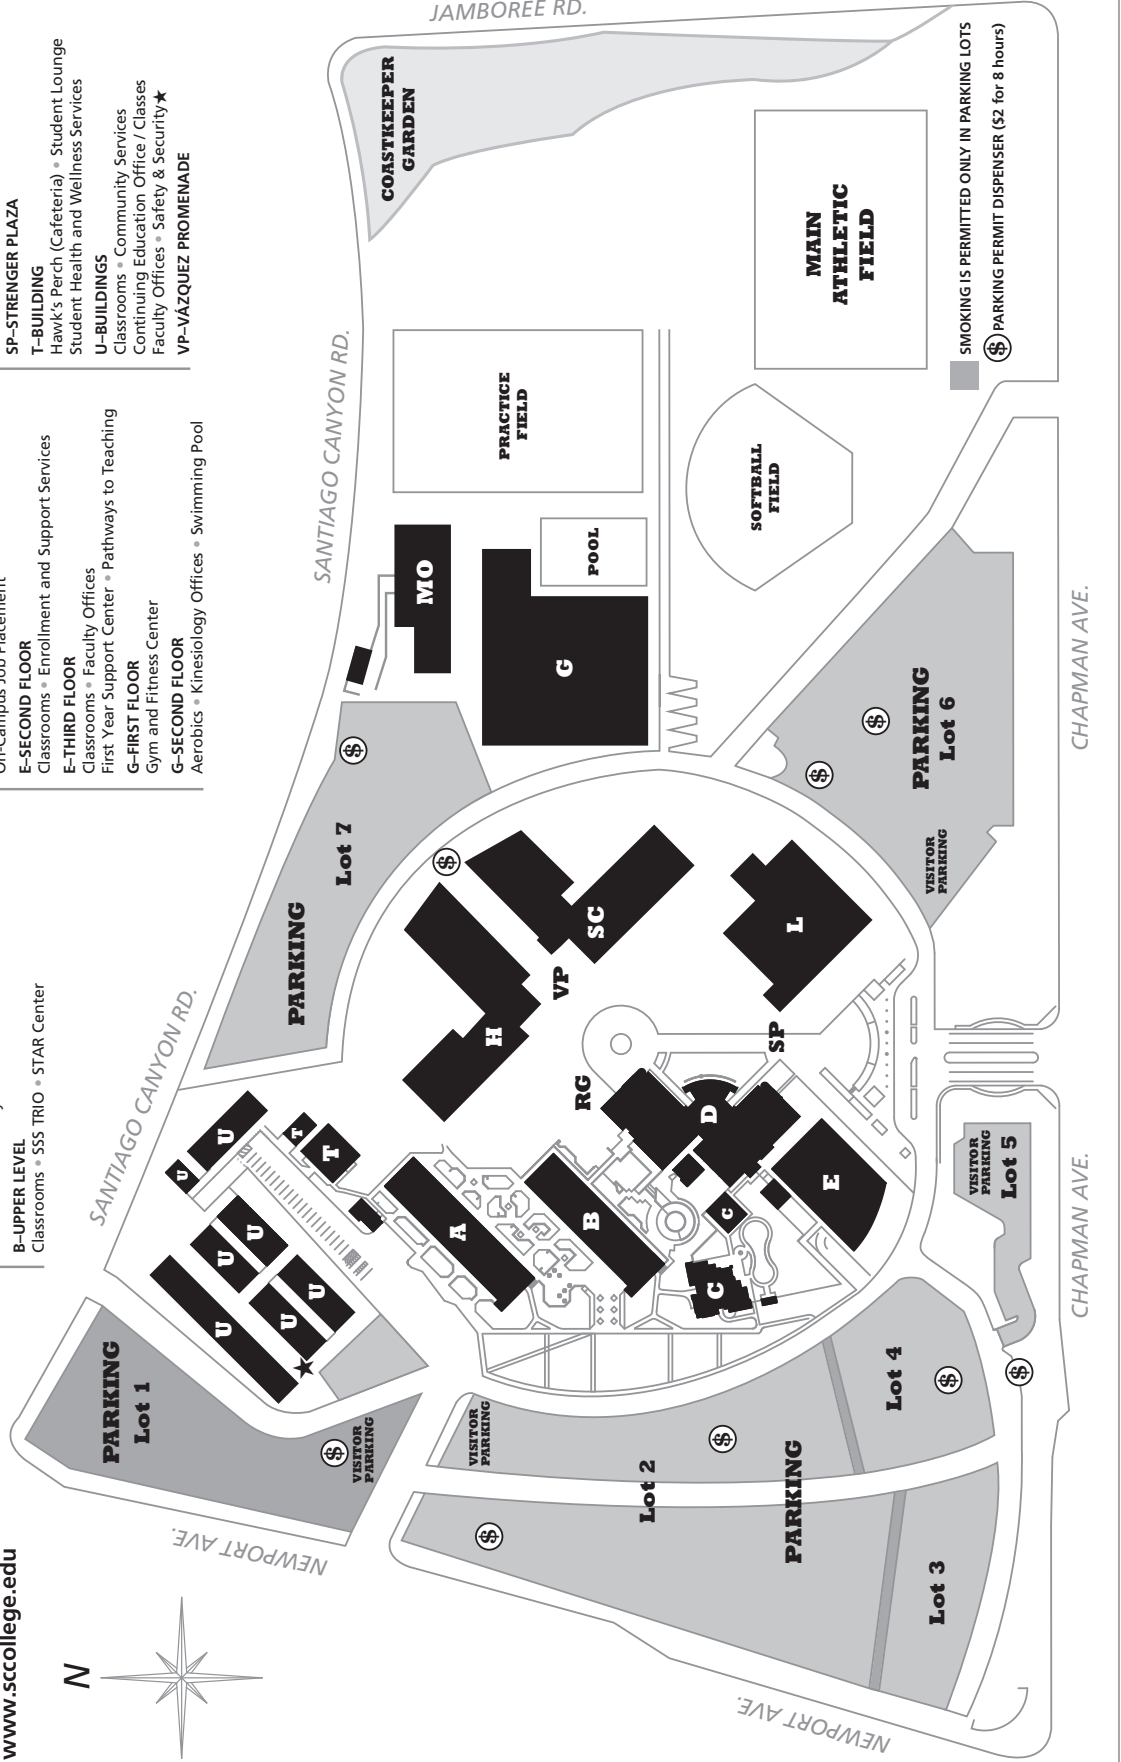 www.sccollege.edu
B–UPPER LEVEL
Classrooms • SSS TRIO • STAR Center
E–SECOND FLOOR
Classrooms • Enrollment and Support Services
E–THIRD FLOOR
Classrooms • Faculty Offices
First Year Support Center • Pathways to Teaching
G–FIRST FLOOR
Gym and Fitness Center
G–SECOND FLOOR
Aerobics • Kinesiology Offices • Swimming Pool
SP–STRENGER PLAZA
T–BUILDING
Hawk's Perch (Cafeteria) • Student Lounge
Student Health and Wellness Services
U–BUILDINGS
Classrooms • Community Services
Continuing Education Office / Classes
Faculty Offices • Safety & Security★
VP–VÁZQUEZ PROMENADE
N
NEWPORT AVE.
NEWPORT AVE.
SANTIAGO CANYON RD.
SANTIAGO CANYON RD.
JAMBOREE RD.
CHAPMAN AVE.
CHAPMAN AVE.
PARKING
Lot 1
$
VISITOR
PARKING
U
U
U
U
U
U
U
T
T
PARKING
Lot 7
$
$
MO
G
POOL
PRACTICE
FIELD
COASTKEEPER
GARDEN
MAIN
ATHLETIC
FIELD
SOFTBALL
FIELD
A
B
C
C
D
E
H
SC
L
VP
RG
SP
VISITOR
PARKING
Lot 2
PARKING
$
$
Lot 3
Lot 4
$
$
VISITOR
PARKING
Lot 5
PARKING
Lot 6
$
$
VISITOR
PARKING
SMOKING IS PERMITTED ONLY IN PARKING LOTS
$ PARKING PERMIT DISPENSER ($2 for 8 hours)